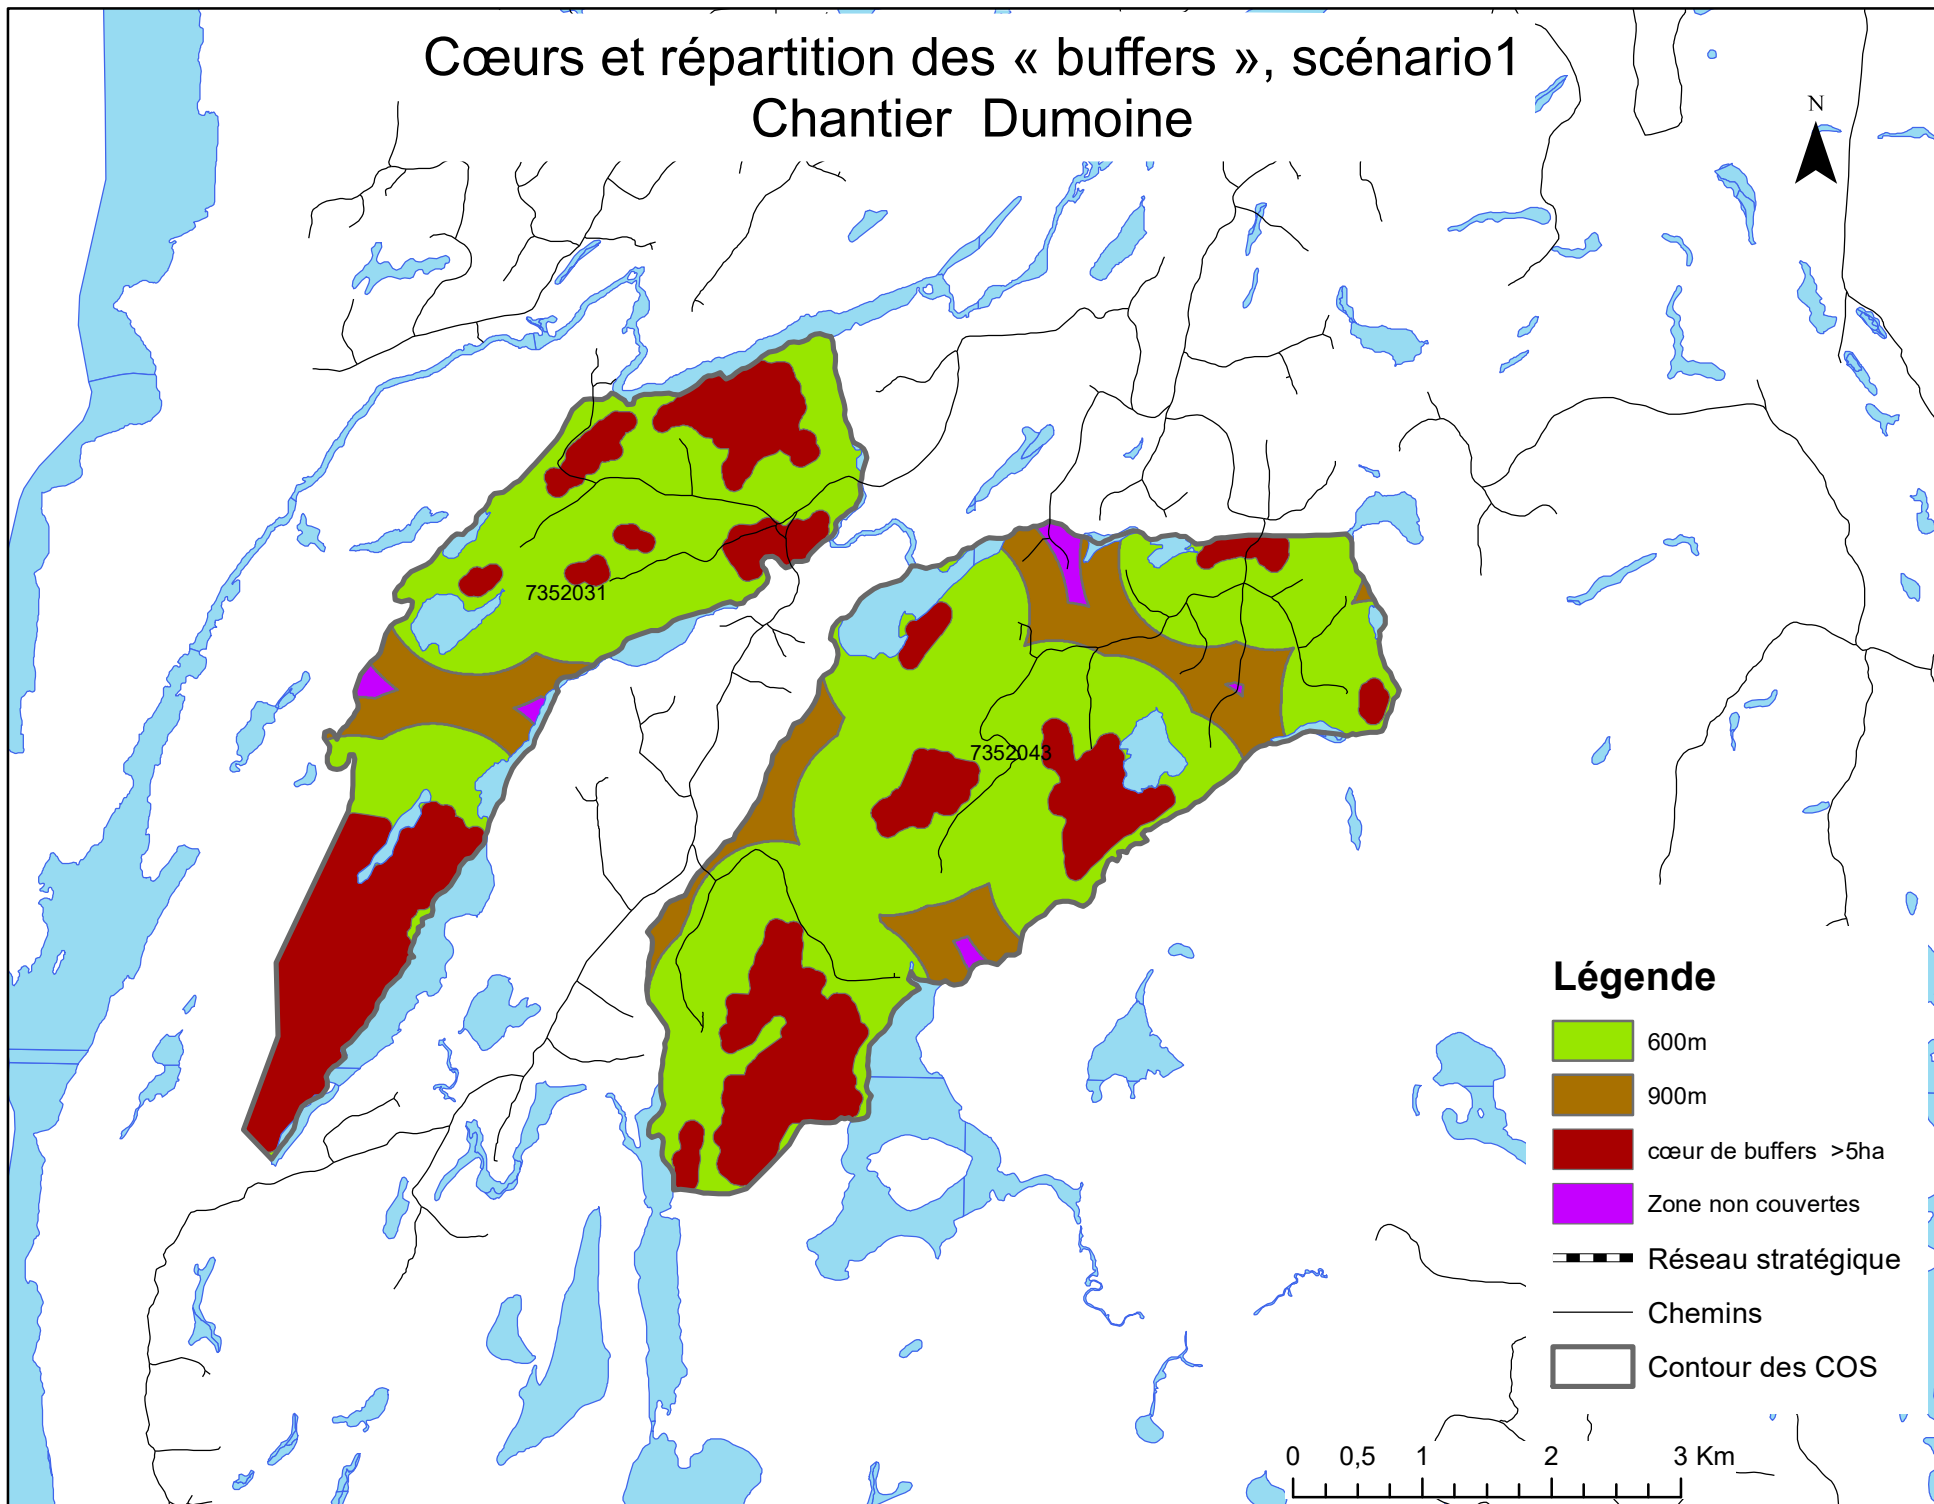 Cœurs et répartition des « buffers », scénario1
Chantier Dumoine
N
7352031
7352043
Légende
600m
900m
cœur de buffers >5ha
Zone non couvertes
Réseau stratégique
Chemins
Contour des COS
0 0,5 1 2 3 Km